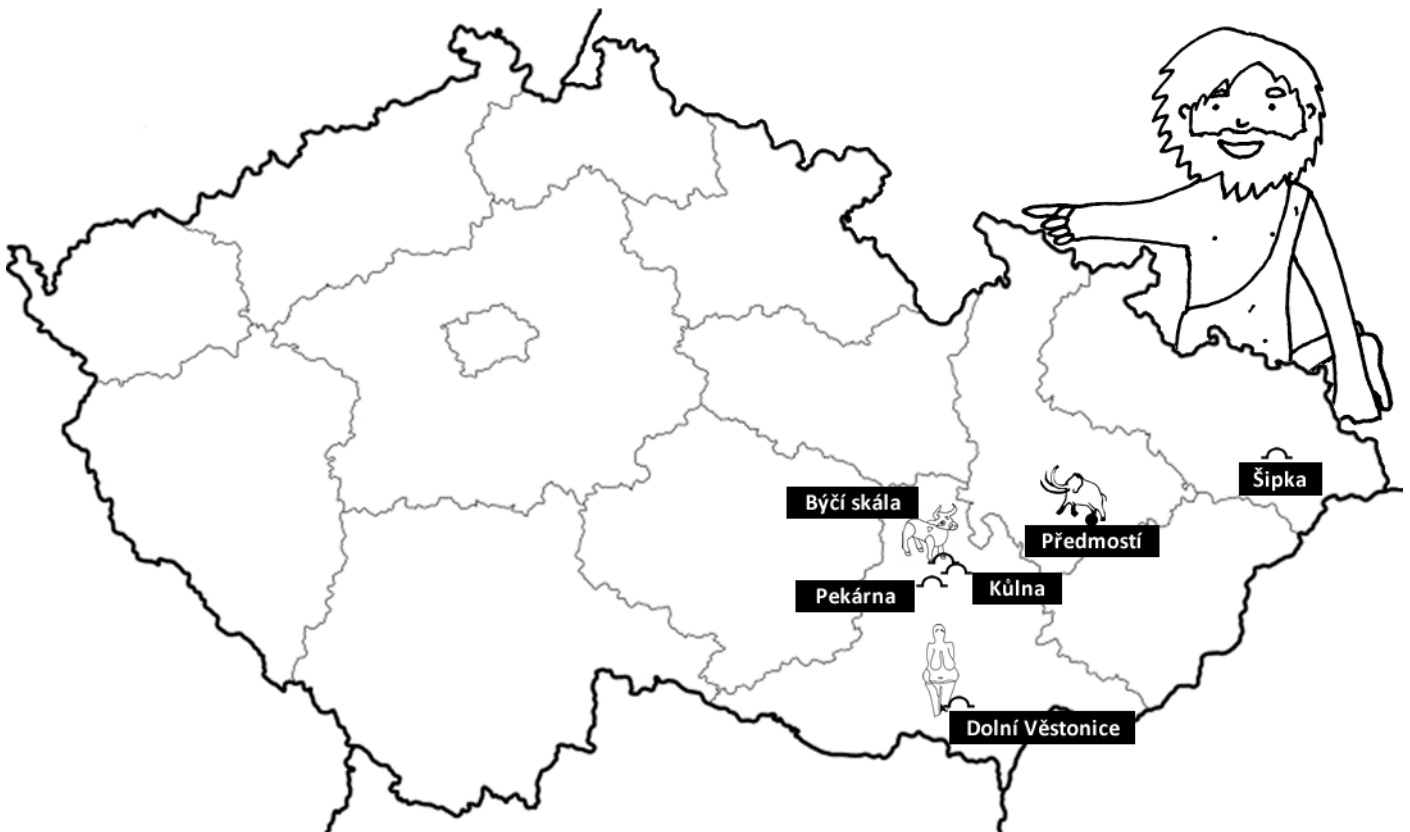 Šipka
Býčí skála
Předmostí
Pekárna
Kůlna
Dolní Věstonice